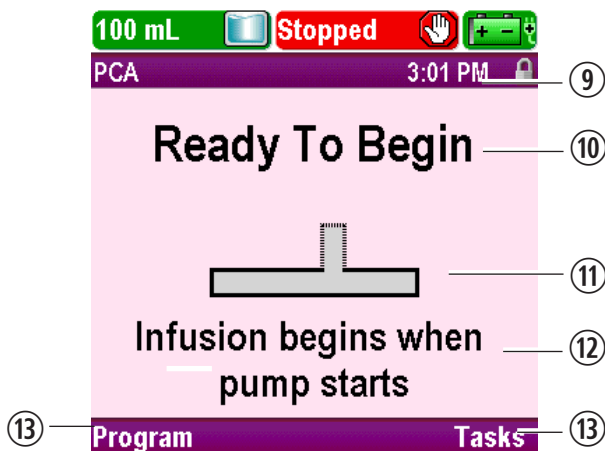 100 mL Stopped
PCA 3:01 PM ⑨
Ready To Begin ⑩
⑪
Infusion begins when ⑫
pump starts
⑬ Program Tasks ⑬